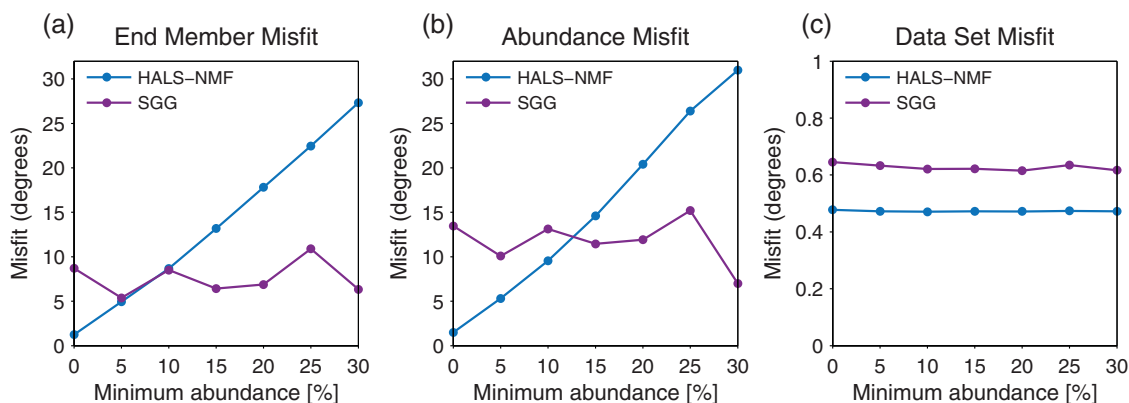 (a)
End Member Misfit
HALS–NMF
SGG
Misfit (degrees)
30
25
20
15
10
5
0
0 5 10 15 20 25 30
Minimum abundance [%]
(b)
Abundance Misfit
HALS–NMF
SGG
Misfit (degrees)
30
25
20
15
10
5
0
0 5 10 15 20 25 30
Minimum abundance [%]
(c)
Data Set Misfit
HALS–NMF
SGG
Misfit (degrees)
1
0.8
0.6
0.4
0.2
0
0 5 10 15 20 25 30
Minimum abundance [%]